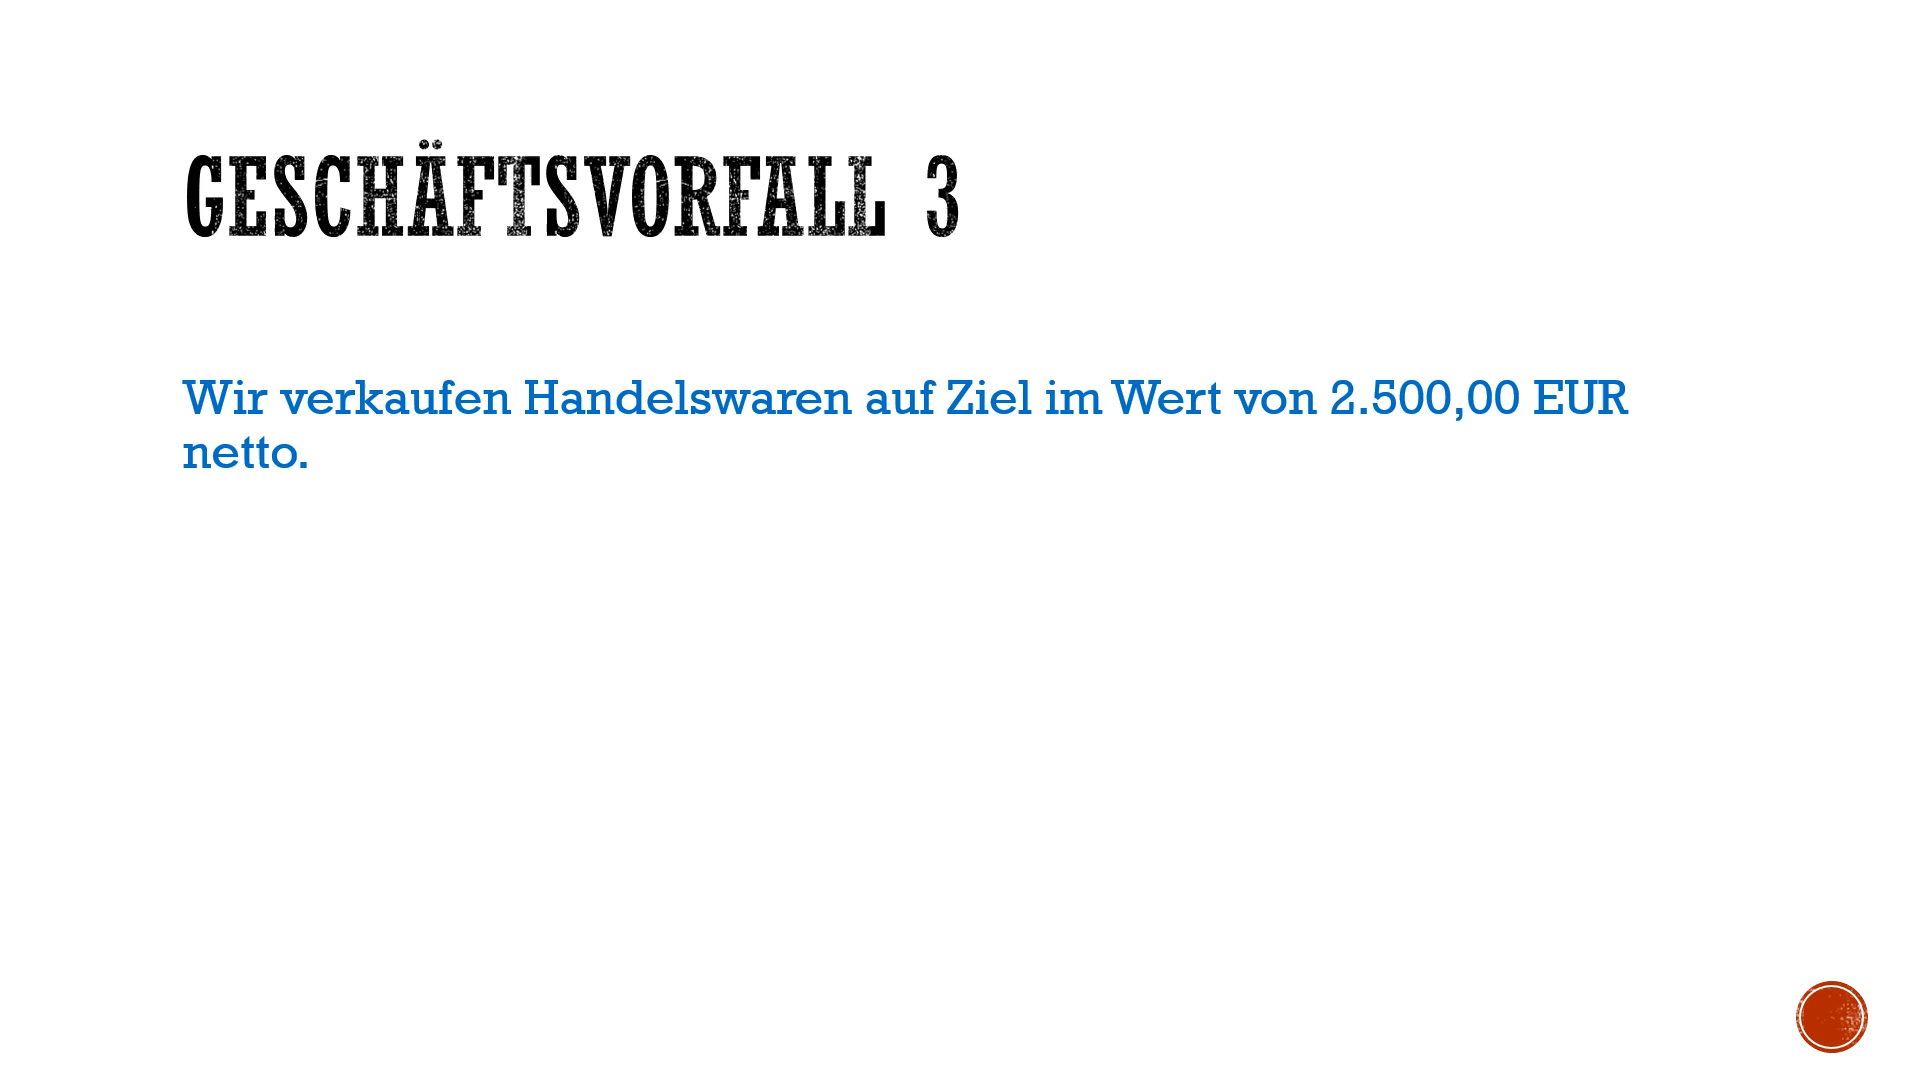 GESCHÄFTSVORFALL 3
Wir verkaufen Handelswaren auf Ziel im Wert von 2.500,00 EUR
netto.